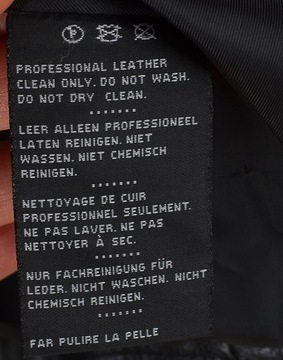 PROFESSIONAL LEATHER
CLEAN ONLY. DO NOT WASH.
DO NOT DRY CLEAN.
LEER ALLEEN PROFESSIONEEL
LATEN REINIGEN. NIET
WASSEN. NIET CHEMISCH
REINIGEN.
NETTOYAGE DE CUIR
PROFESSIONNEL SEULEMENT.
NE PAS LAVER. NE PAS
NETTOYER À SEC.
NUR FACHREINIGUNG FÜR
LEDER. NICHT WASCHEN. NICHT
CHEMISCH REINIGEN.
FAR PULIRE LA PELLE